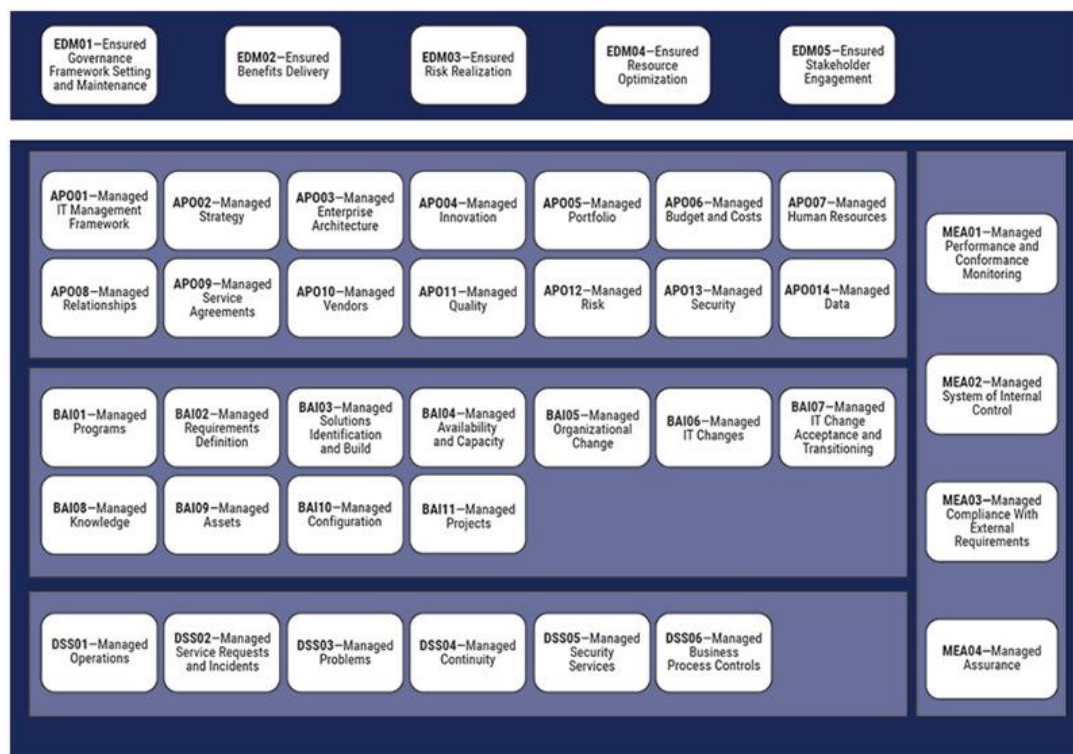 EDM01—Ensured
Governance
Framework Setting
and Maintenance
EDM02—Ensured
Benefits Delivery
EDM03—Ensured
Risk Realization
EDM04—Ensured
Resource
Optimization
EDM05—Ensured
Stakeholder
Engagement
APO01—Managed
IT Management
Framework
APO02—Managed
Strategy
APO03—Managed
Enterprise
Architecture
APO04—Managed
Innovation
APO05—Managed
Portfolio
APO06—Managed
Budget and Costs
APO07—Managed
Human Resources
APO08—Managed
Relationships
APO09—Managed
Service
Agreements
APO10—Managed
Vendors
APO11—Managed
Quality
APO12—Managed
Risk
APO13—Managed
Security
APO014—Managed
Data
BAI01—Managed
Programs
BAI02—Managed
Requirements
Definition
BAI03—Managed
Solutions
Identification
and Build
BAI04—Managed
Availability
and Capacity
BAI05—Managed
Organizational
Change
BAI06—Managed
IT Changes
BAI07—Managed
IT Change
Acceptance and
Transitioning
BAI08—Managed
Knowledge
BAI09—Managed
Assets
BAI10—Managed
Configuration
BAI11—Managed
Projects
DSS01—Managed
Operations
DSS02—Managed
Service Requests
and Incidents
DSS03—Managed
Problems
DSS04—Managed
Continuity
DSS05—Managed
Security
Services
DSS06—Managed
Business
Process Controls
MEA01—Managed
Performance and
Conformance
Monitoring
MEA02—Managed
System of Internal
Control
MEA03—Managed
Compliance With
External
Requirements
MEA04—Managed
Assurance